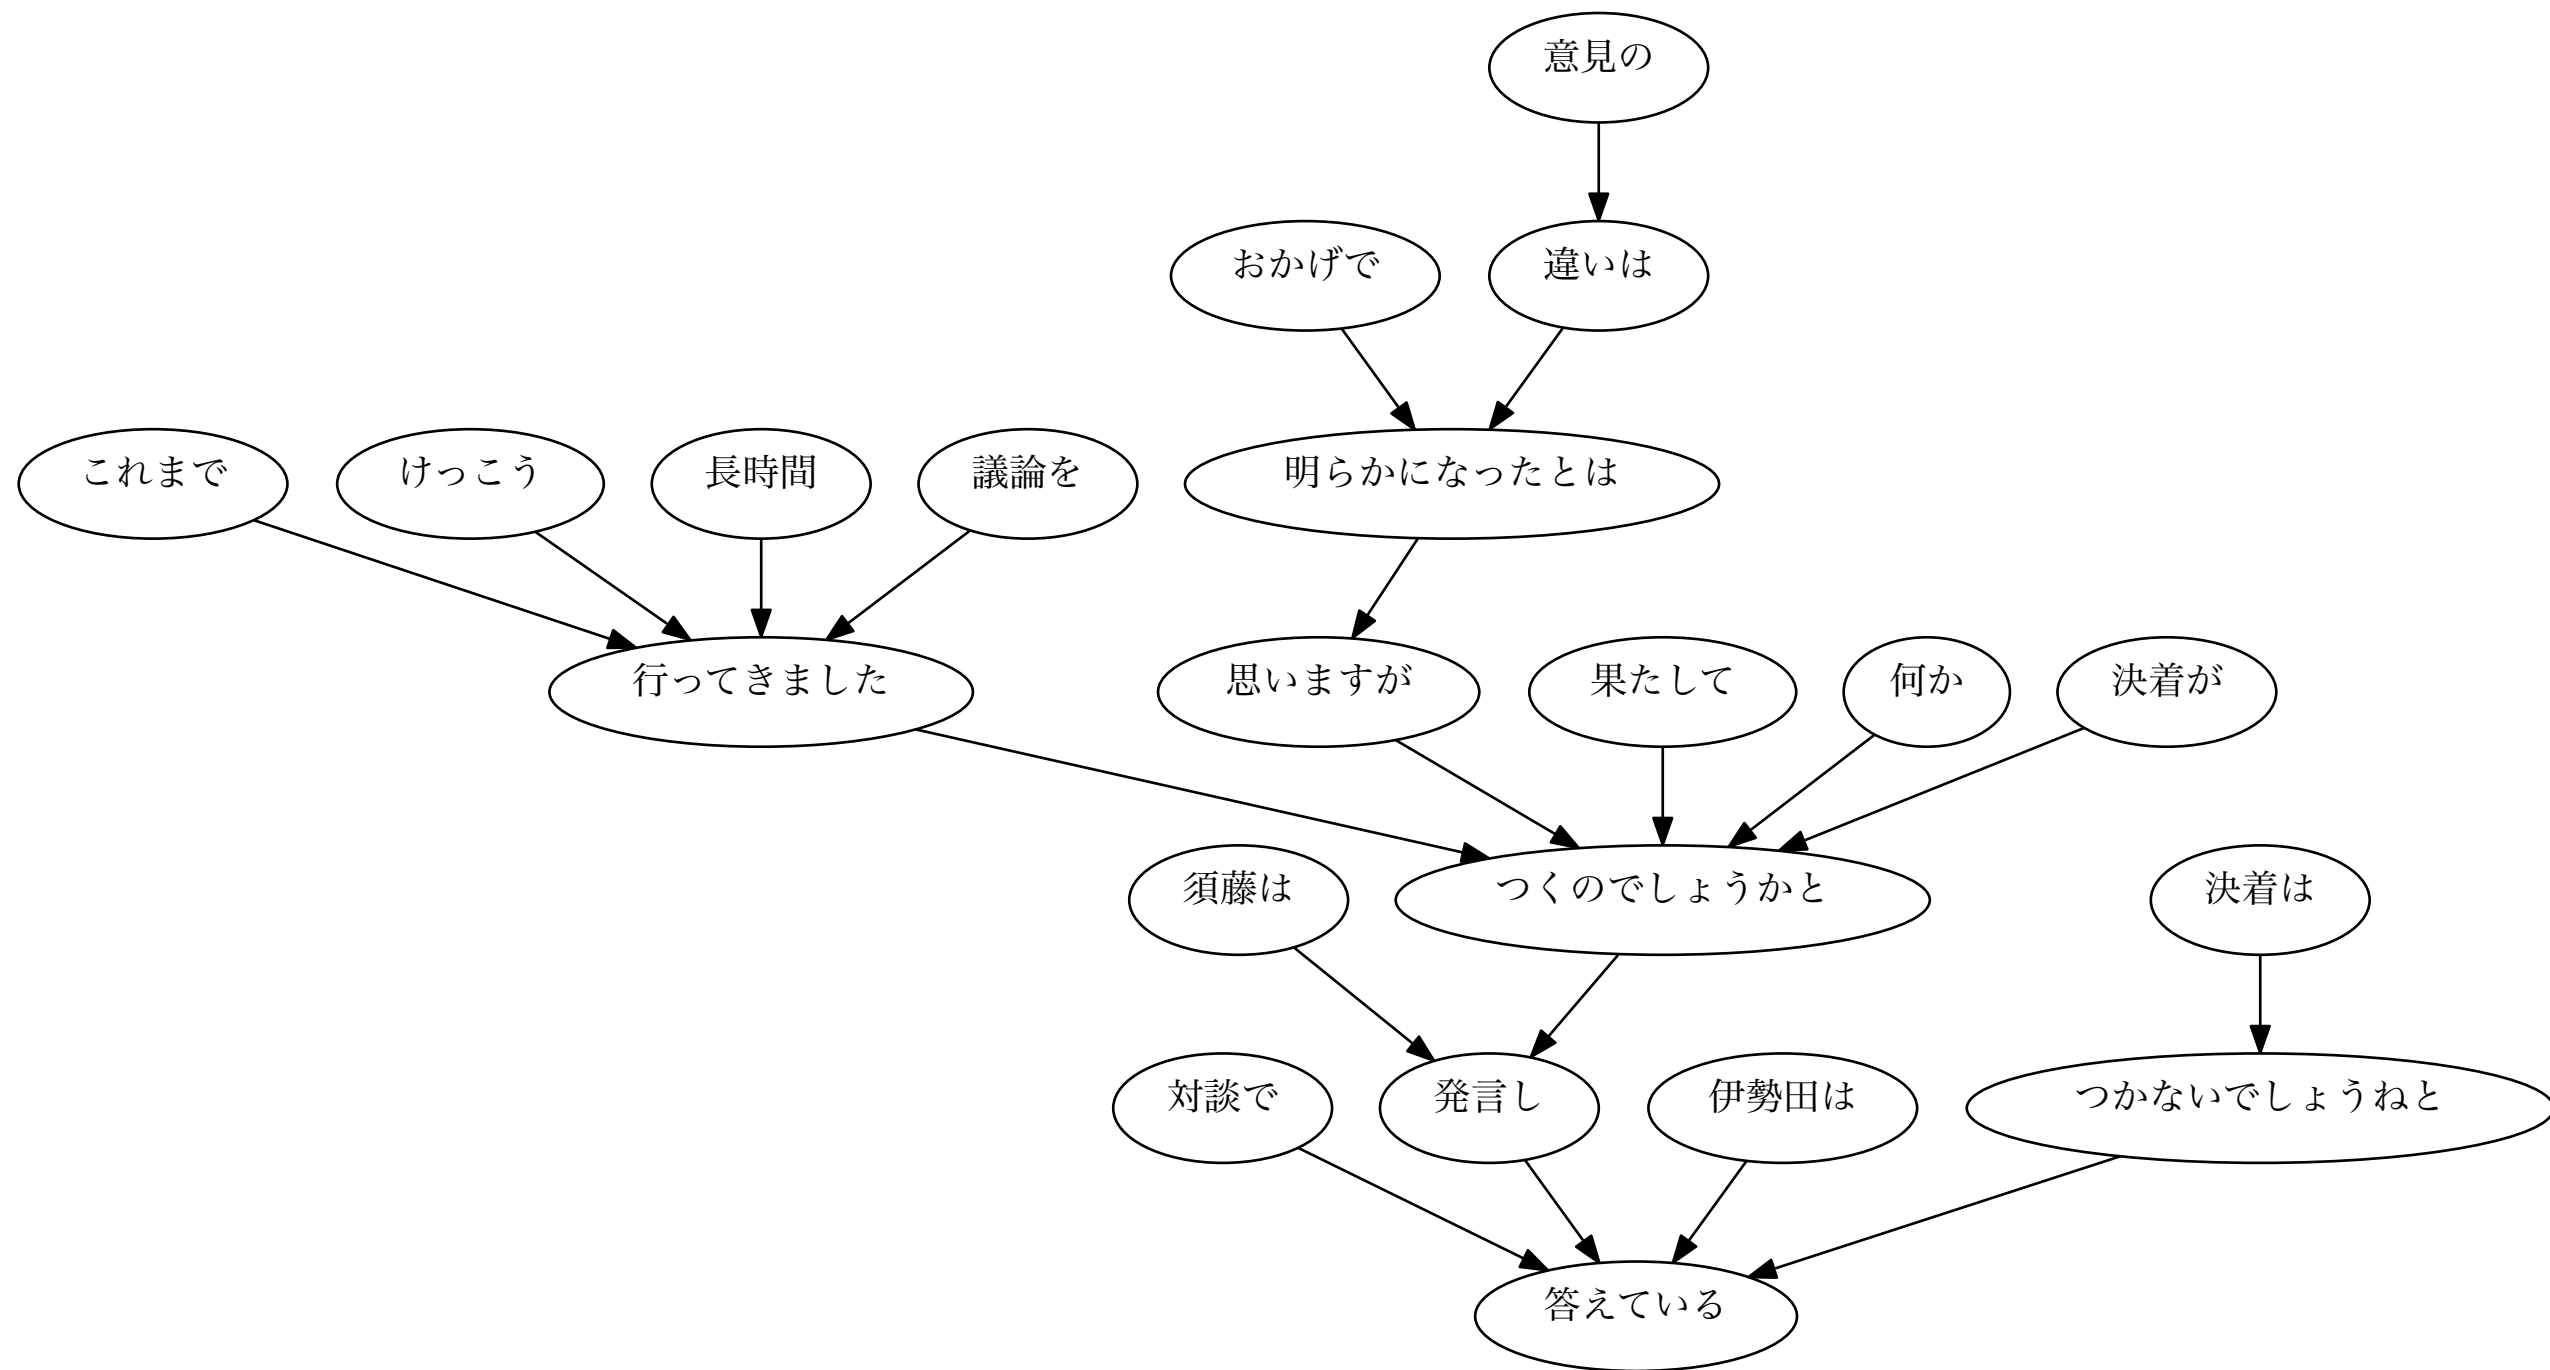 意見の
おかげで
違いは
これまで
けっこう
長時間
議論を
明らかになったとは
行ってきました
思いますが
果たして
何か
決着が
須藤は
つくのでしょうかと
決着は
対談で
発言し
伊勢田は
つかないでしょうねと
答えている